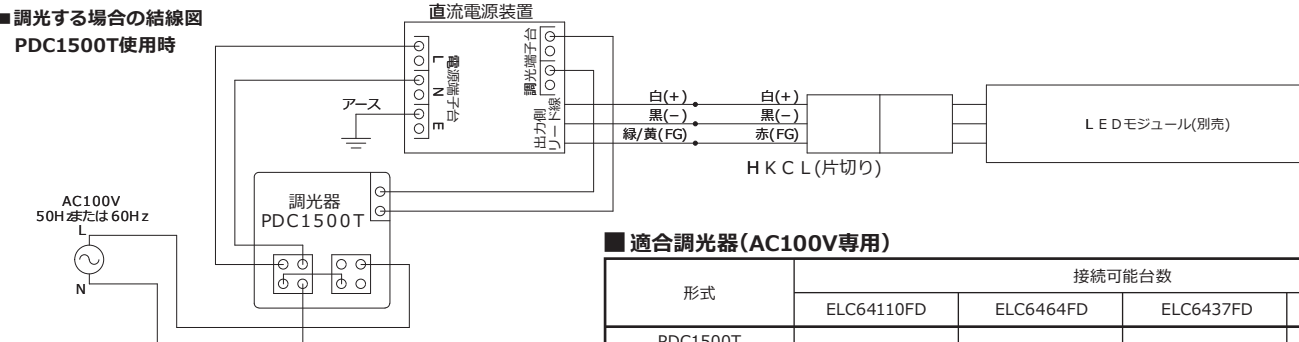 ■調光する場合の結線図
PDC1500T使用時
直流電源装置
電源端子台
L
N
E
調光端子台
出力側
リード線
アース
白(+)
黒(−)
緑/黄(FG)
白(+)
黒(−)
赤(FG)
HKCL(片切り)
LEDモジュール(別売)
調光器
PDC1500T
AC100V
50Hzまたは60Hz
L
N
■適合調光器(AC100V専用)
形式
接続可能台数
ELC64110FD
ELC6464FD
ELC6437FD
PDC1500T